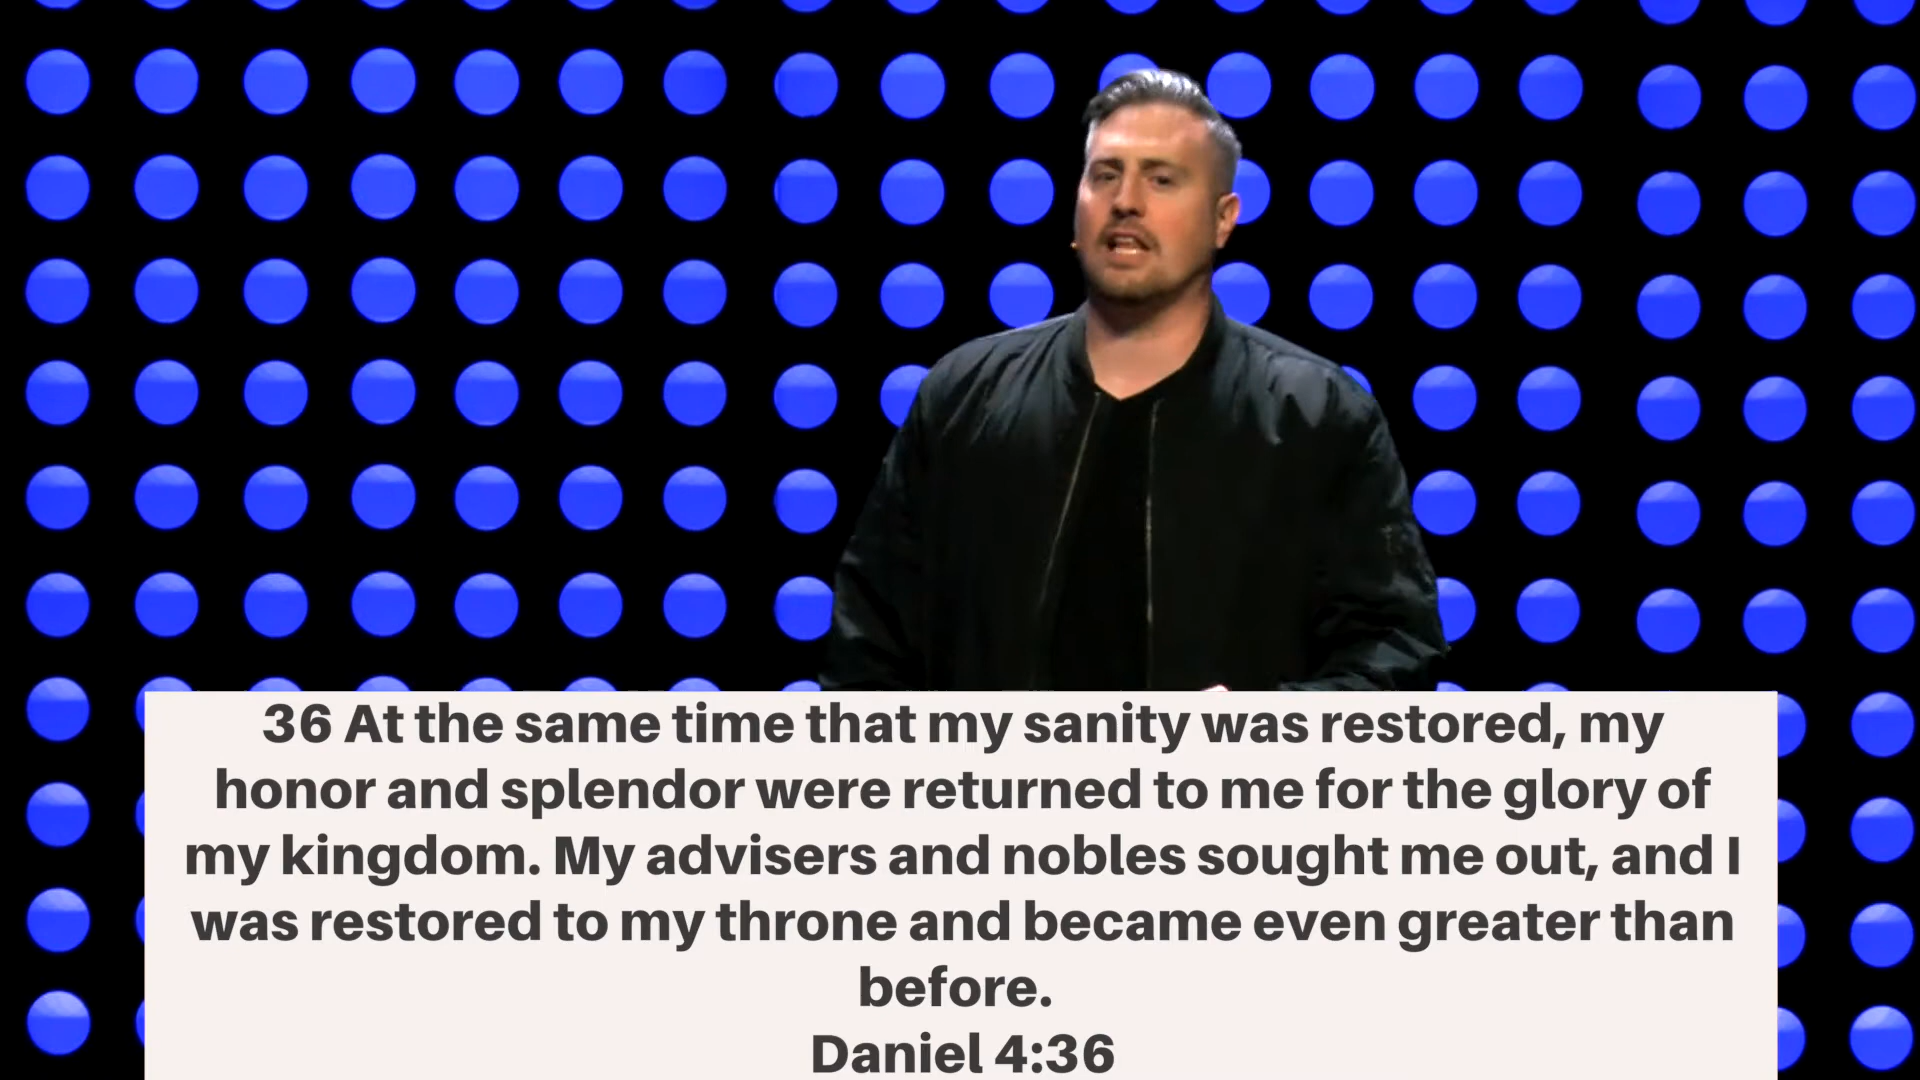 36 At the same time that my sanity was restored, my
honor and splendor were returned to me for the glory of
my kingdom. My advisers and nobles sought me out, and I
was restored to my throne and became even greater than
before.
Daniel 4:36